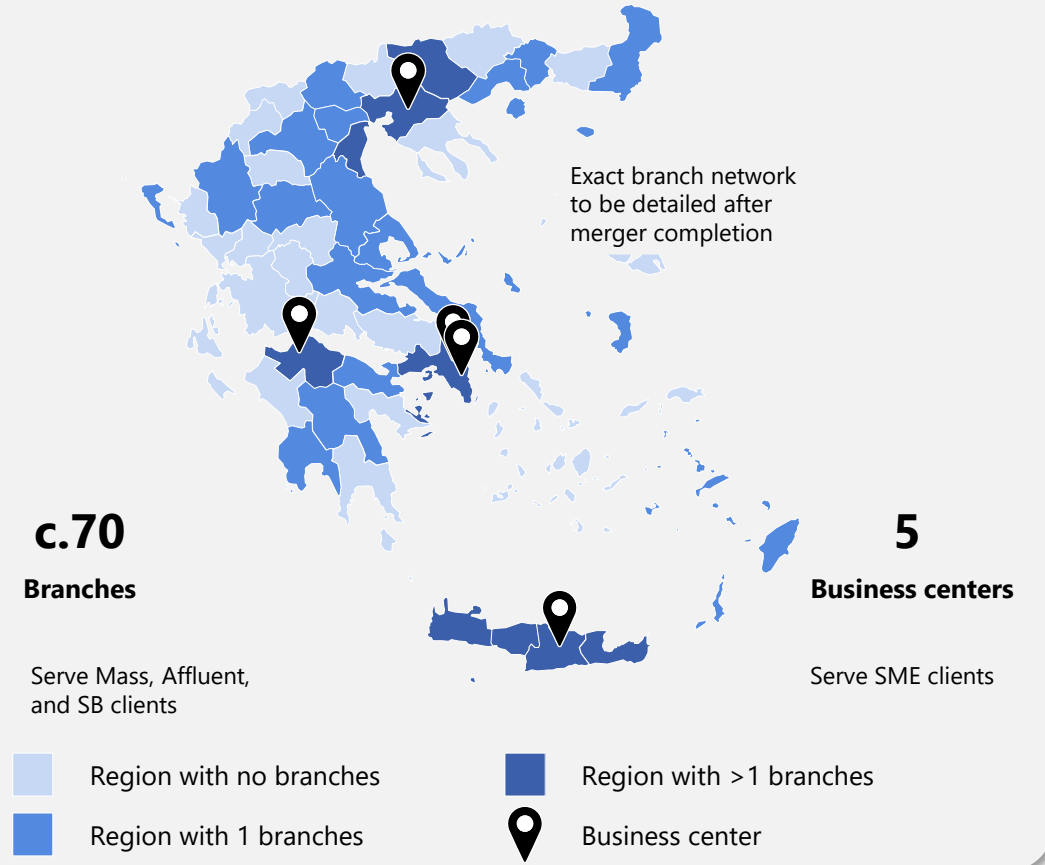 Exact branch network
to be detailed after
merger completion
c.70
Branches
Serve Mass, Affluent,
and SB clients
5
Business centers
Serve SME clients
Region with no branches
Region with >1 branches
Region with 1 branches
Business center